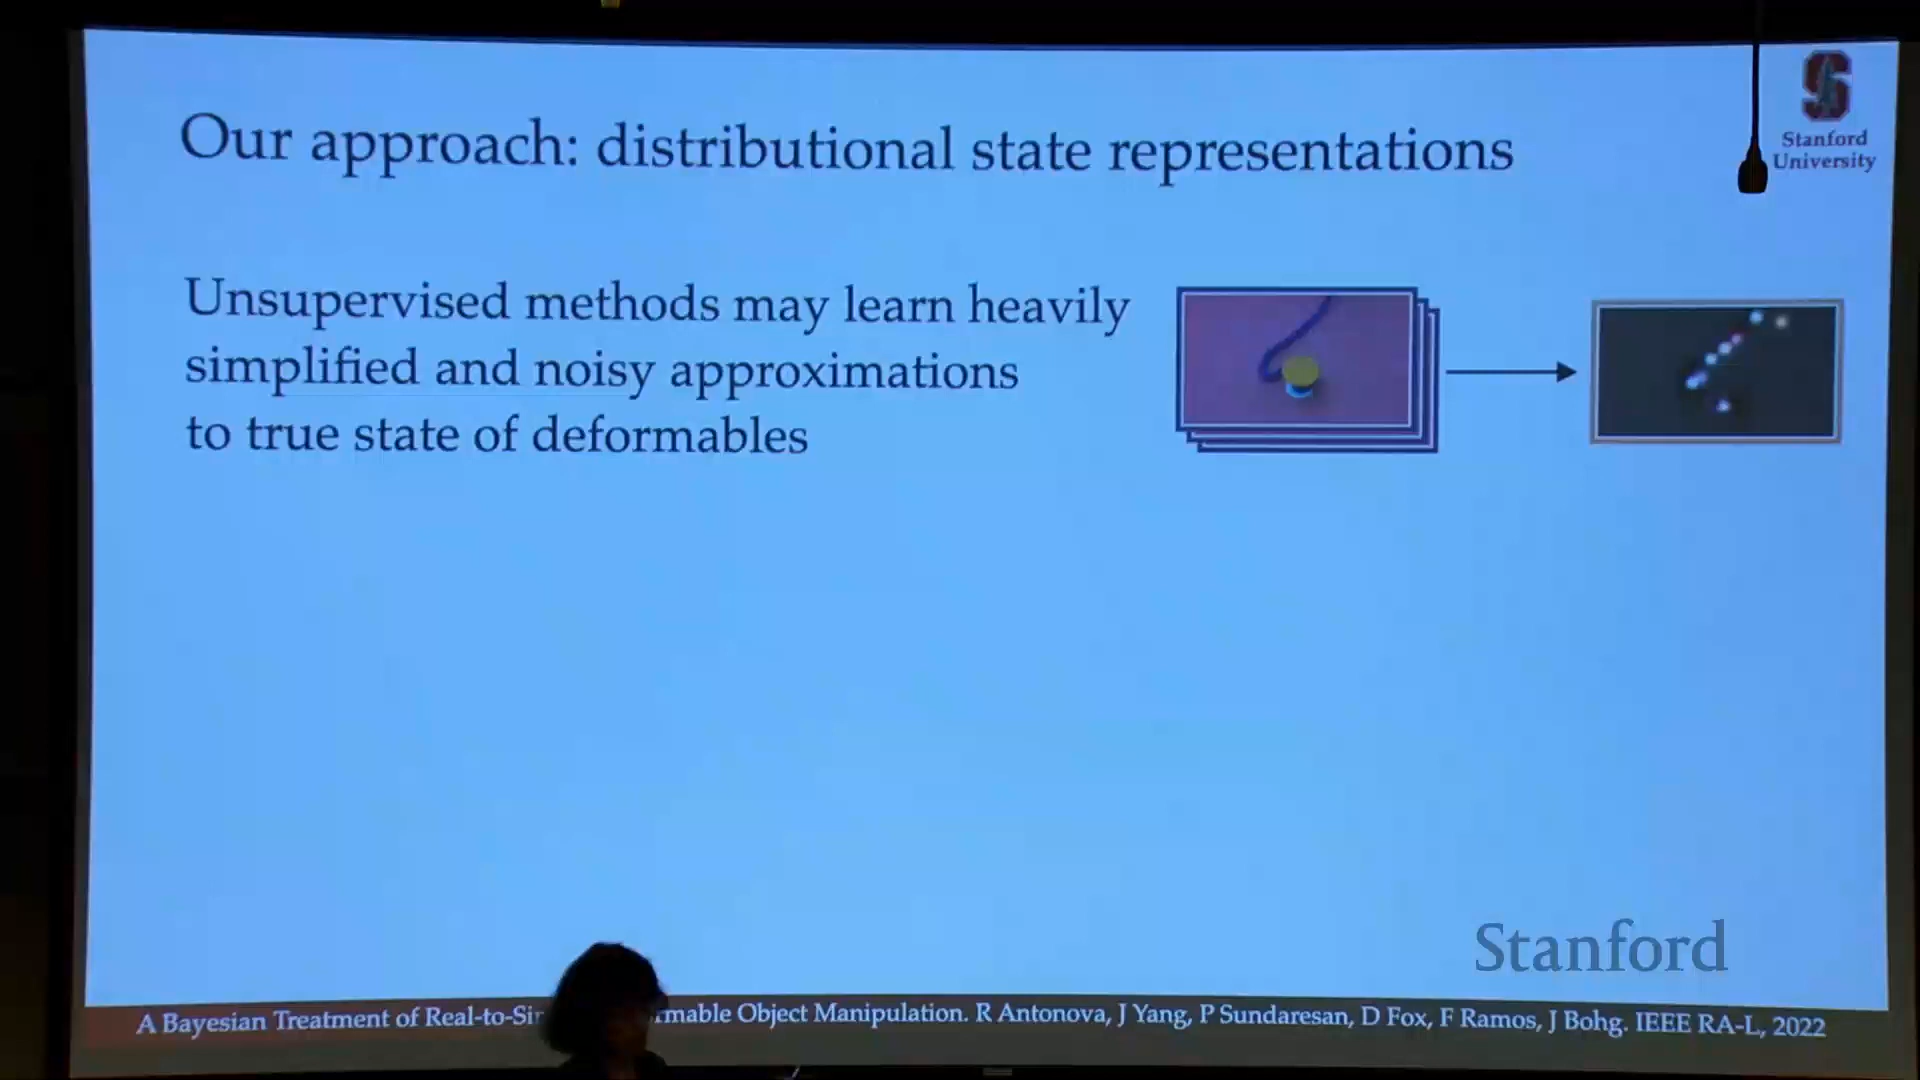 Our approach: distributional state representations
Stanford
University
Unsupervised methods may learn heavily
simplified and noisy approximations
to true state of deformables
Stanford
A Bayesian Treatment of Real-to-Si rmable Object Manipulation. R Antonova, J Yang, P Sundaresan, D Fox, F Ramos, J Bohg. IEEE RA-L, 2022